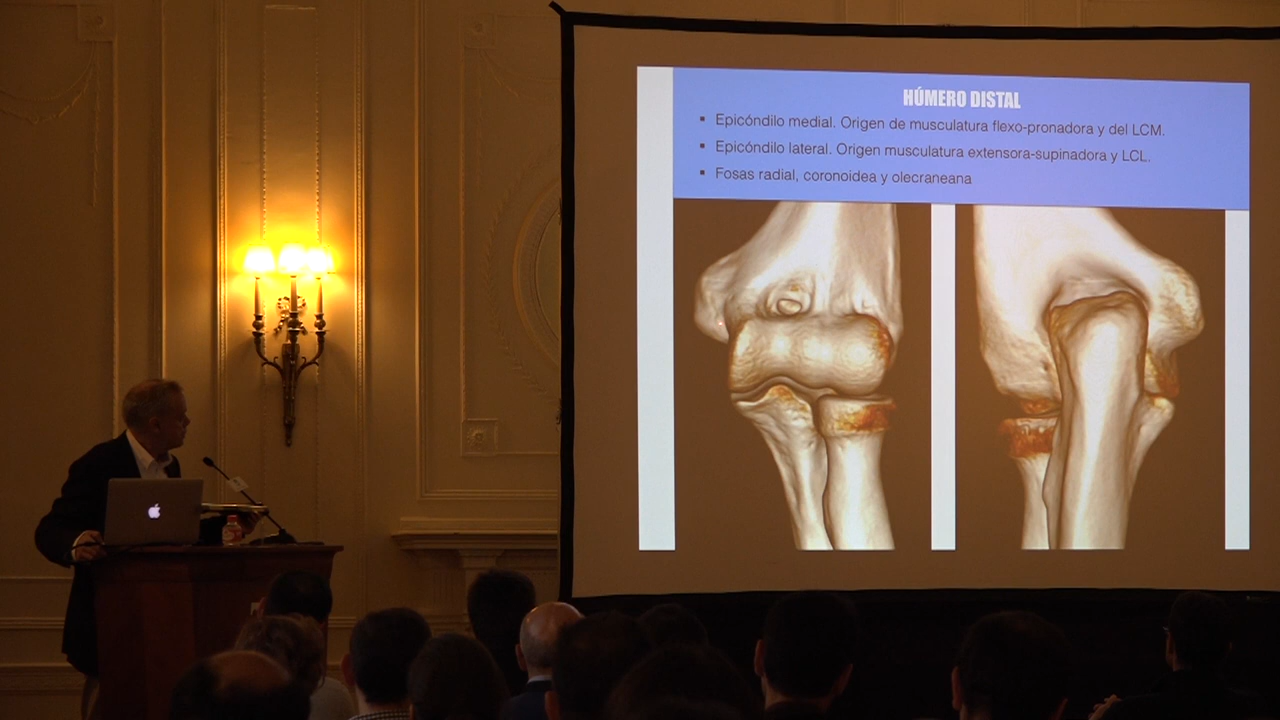 HÚMERO DISTAL
▪ Epicóndilo medial. Origen de musculatura flexo-pronadora y del LCM.
▪ Epicóndilo lateral. Origen musculatura extensora-supinadora y LCL.
▪ Fosas radial, coronoidea y olecraneana